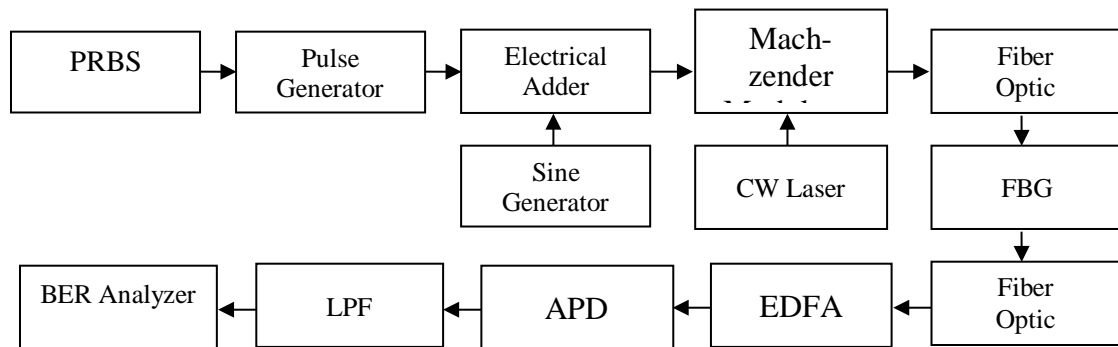 PRBS
Pulse
Generator
Electrical
Adder
Mach-
zender
Fiber
Optic
Sine
Generator
CW Laser
FBG
BER Analyzer
LPF
APD
EDFA
Fiber
Optic